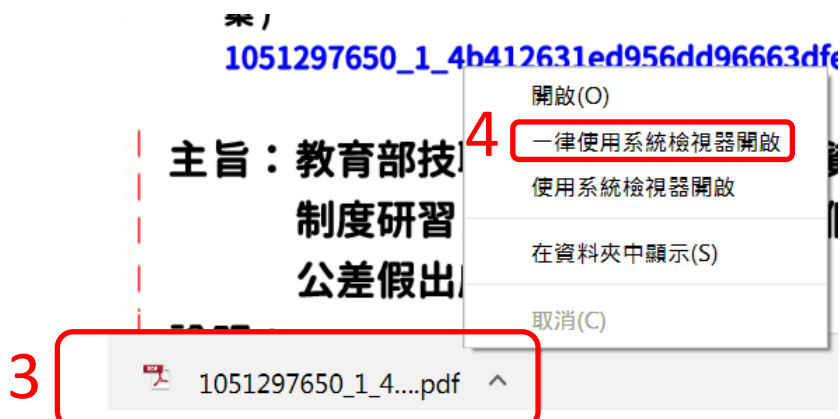 案)
1051297650_1_4b412631ed956dd96663dfe
開啟(O)
4
一律使用系統檢視器開啟
主旨：教育部技
使用系統檢視器開啟
制度研習
在資料夾中顯示(S)
公差假出
取消(C)
3
1051297650_1_4....pdf